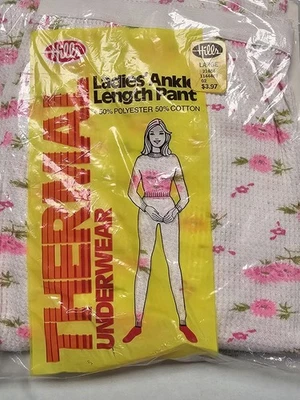 Hills
Hills
LARGE
$3.97
Ladies' Ankle
Length Pant
50% POLYESTER 50% COTTON
THERMAL
UNDERWEAR